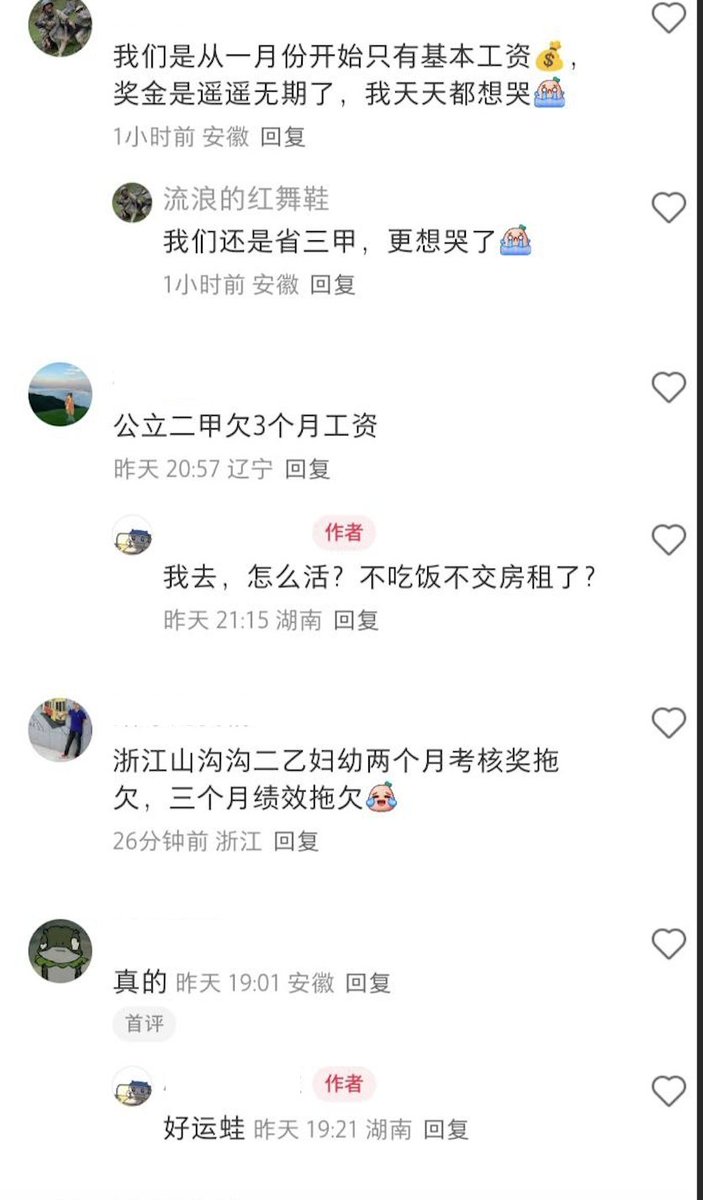 我们是从一月份开始只有基本工资💰，
奖金是遥遥无期了，我天天都想哭
1小时前 安徽 回复
流浪的红舞鞋
我们还是省三甲，更想哭了
1小时前 安徽 回复
公立二甲欠3个月工资
昨天 20:57 辽宁 回复
作者
我去，怎么活？不吃饭不交房租了？
昨天 21:15 湖南 回复
浙江山沟沟二乙妇幼两个月考核奖拖
欠，三个月绩效拖欠
26分钟前 浙江 回复
真的 昨天 19:01 安徽 回复
首评
作者
好运蛙 昨天 19:21 湖南 回复